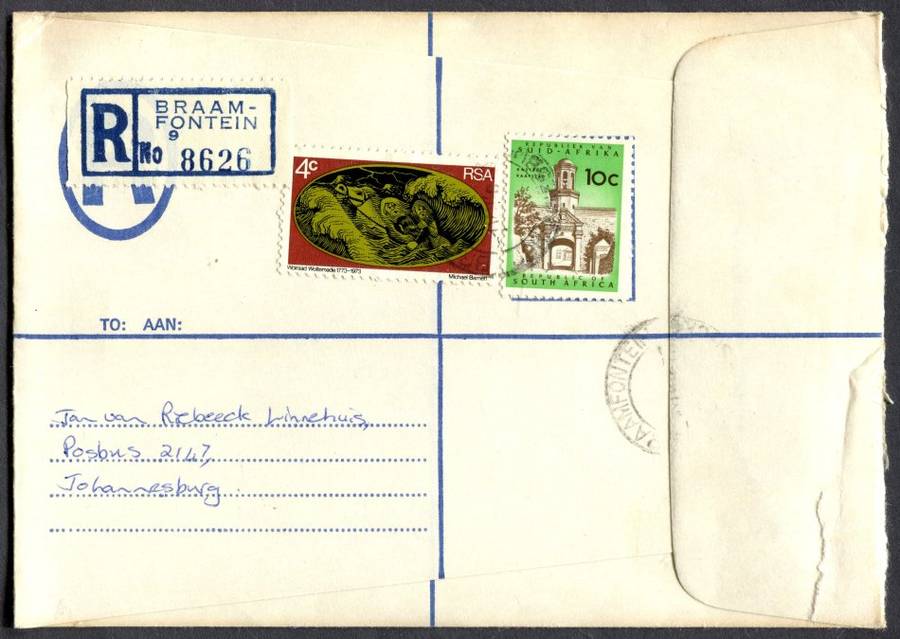 R
BRAAM-
FONTEIN
9
No 8626
4c
RSA
Wolraad Woltemade 1773-1973
Michael Barnett
REPUBLIEK VAN
SUID-AFRIKA
10c
REPUBLIC OF
SOUTH AFRICA
TO: AAN:
BRAAMFONTEIN
Jan van Riebeeck
Posbus 2147,
Johannesburg